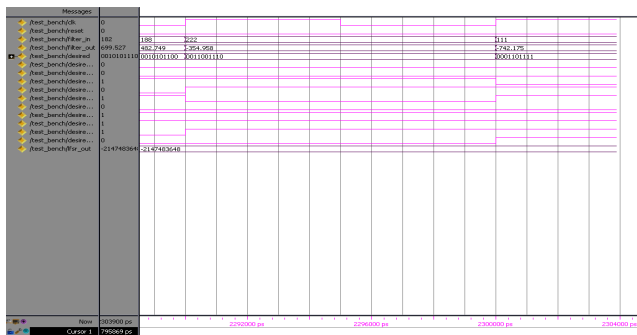 Messages
/test_bench/clk 0
/test_bench/reset 0
/test_bench/filter_in 182 188 222 111
/test_bench/filter_out 699.527 482.749 -354.958 -742.175
/test_bench/desired 0010101110 0010101100 0011001110 0001101111
/test_bench/desire... 0
/test_bench/desire... 0
/test_bench/desire... 1
/test_bench/desire... 0
/test_bench/desire... 1
/test_bench/desire... 0
/test_bench/desire... 1
/test_bench/desire... 1
/test_bench/desire... 1
/test_bench/desire... 0
/test_bench/lfsr_out -2147483648 -2147483648
Now 2303900 ps 2292000 ps 2296000 ps 2300000 ps 2304000 ps
Cursor 1 795869 ps